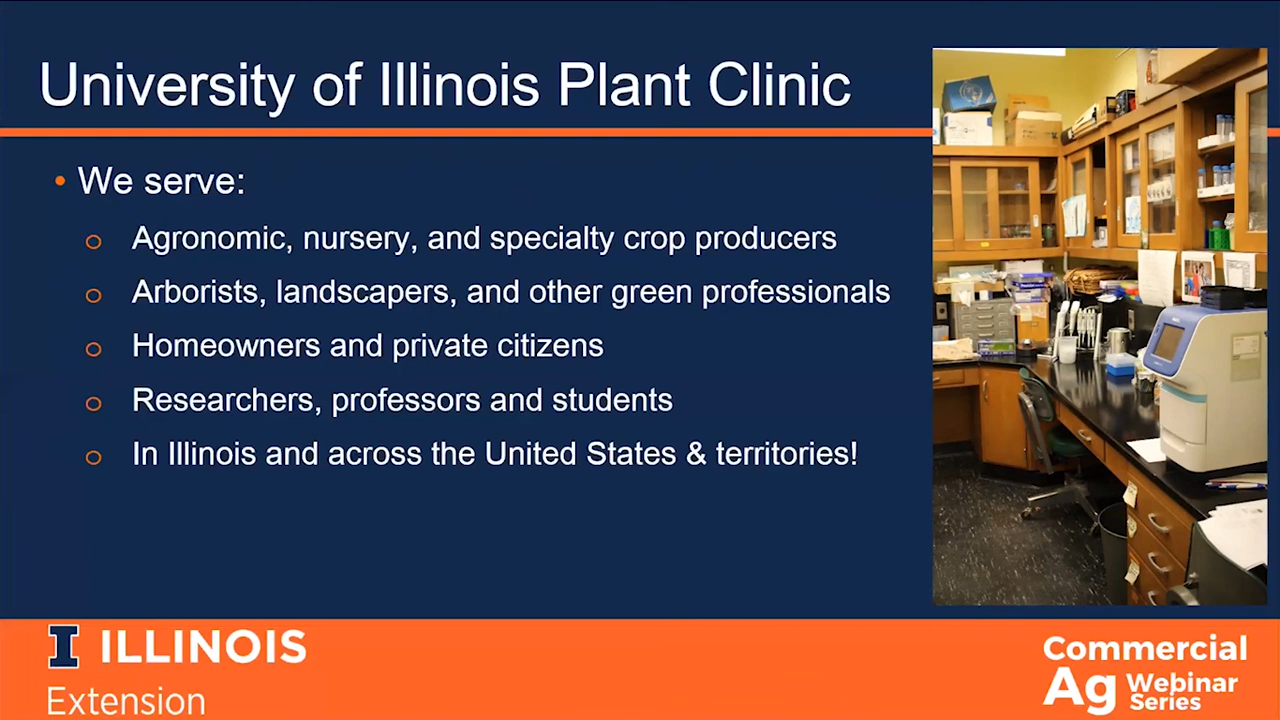 University of Illinois Plant Clinic
• We serve:
o Agronomic, nursery, and specialty crop producers
o Arborists, landscapers, and other green professionals
o Homeowners and private citizens
o Researchers, professors and students
o In Illinois and across the United States & territories!
I ILLINOIS
Extension
Commercial
Ag Webinar
Series